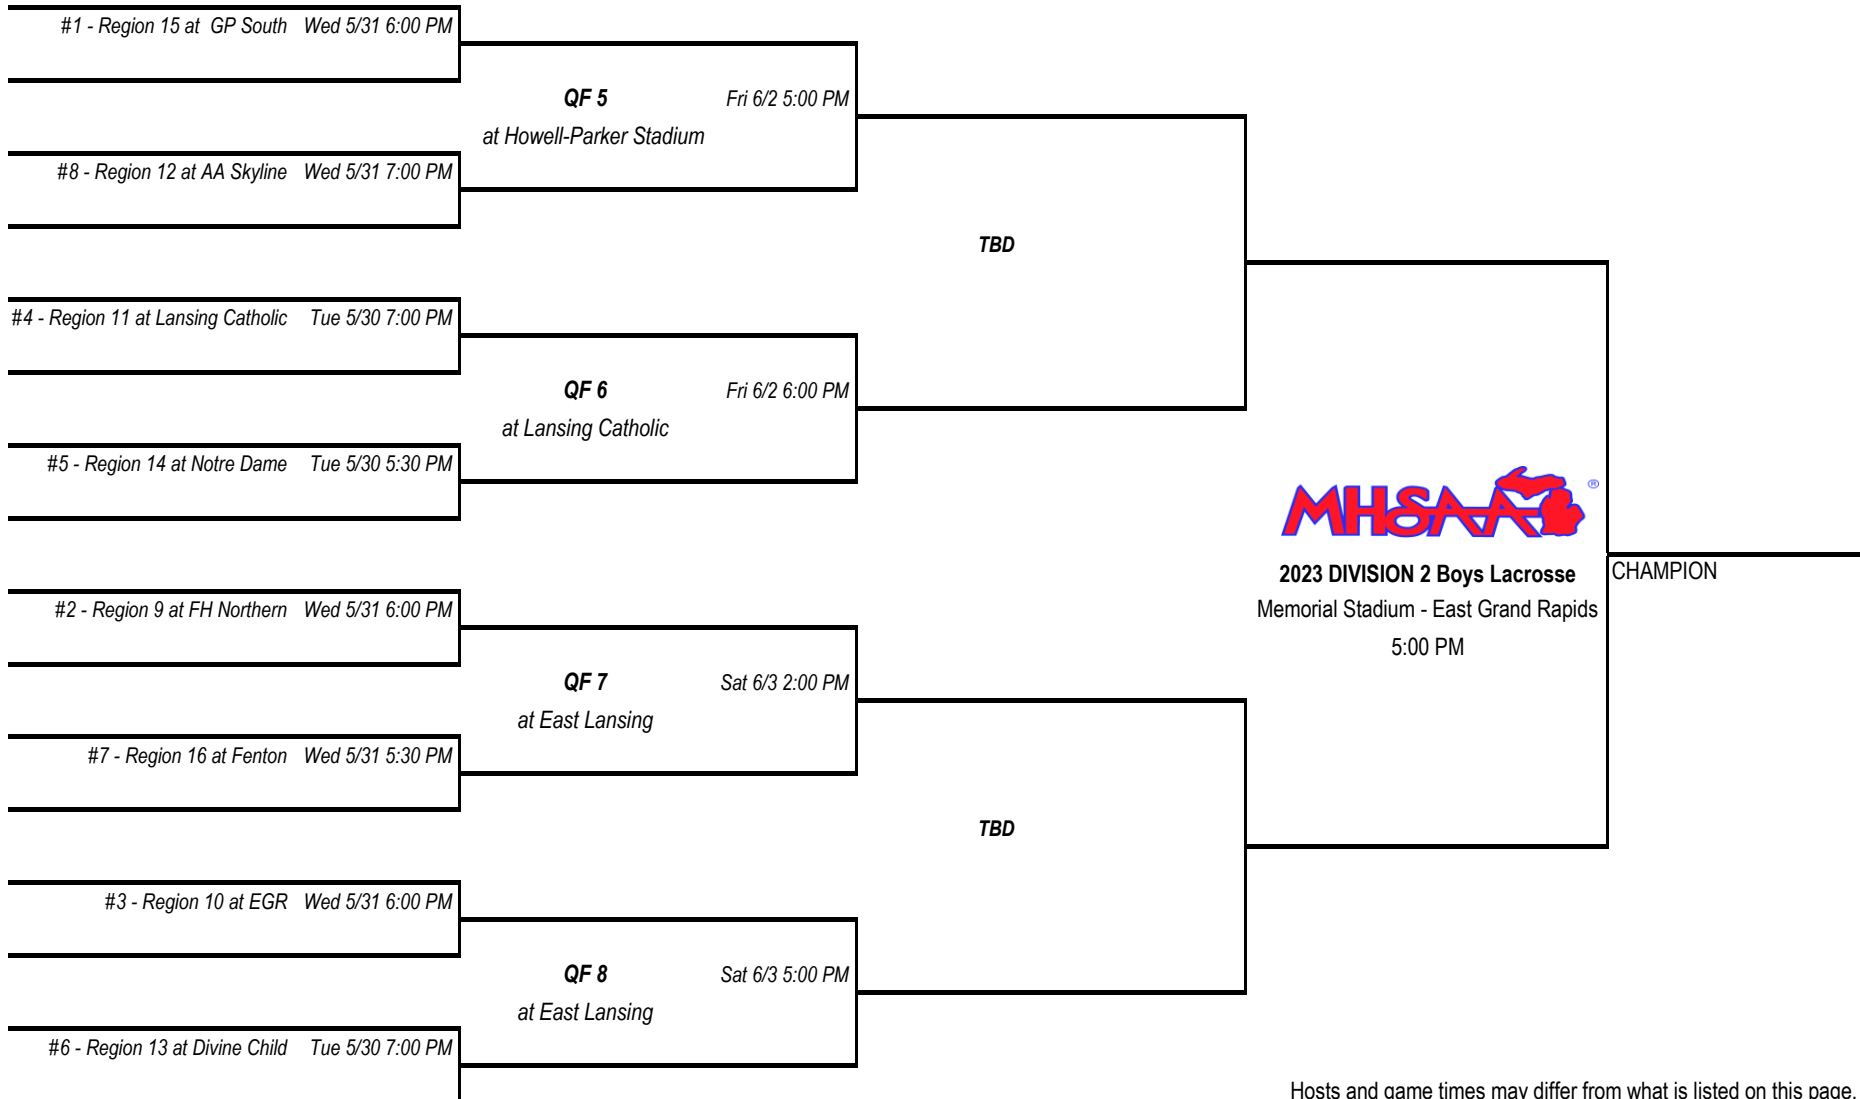 #1 - Region 15 at  GP South Wed 5/31 6:00 PM
QF 5 Fri 6/2 5:00 PM
at Howell-Parker Stadium
#8 - Region 12 at AA Skyline Wed 5/31 7:00 PM
TBD
#4 - Region 11 at Lansing Catholic Tue 5/30 7:00 PM
QF 6 Fri 6/2 6:00 PM
at Lansing Catholic
#5 - Region 14 at Notre Dame Tue 5/30 5:30 PM
MHSAA ®
2023 DIVISION 2 Boys Lacrosse
Memorial Stadium - East Grand Rapids
5:00 PM
CHAMPION
#2 - Region 9 at FH Northern Wed 5/31 6:00 PM
QF 7 Sat 6/3 2:00 PM
at East Lansing
#7 - Region 16 at Fenton Wed 5/31 5:30 PM
TBD
#3 - Region 10 at EGR Wed 5/31 6:00 PM
QF 8 Sat 6/3 5:00 PM
at East Lansing
#6 - Region 13 at Divine Child Tue 5/30 7:00 PM
Hosts and game times may differ from what is listed on this page.